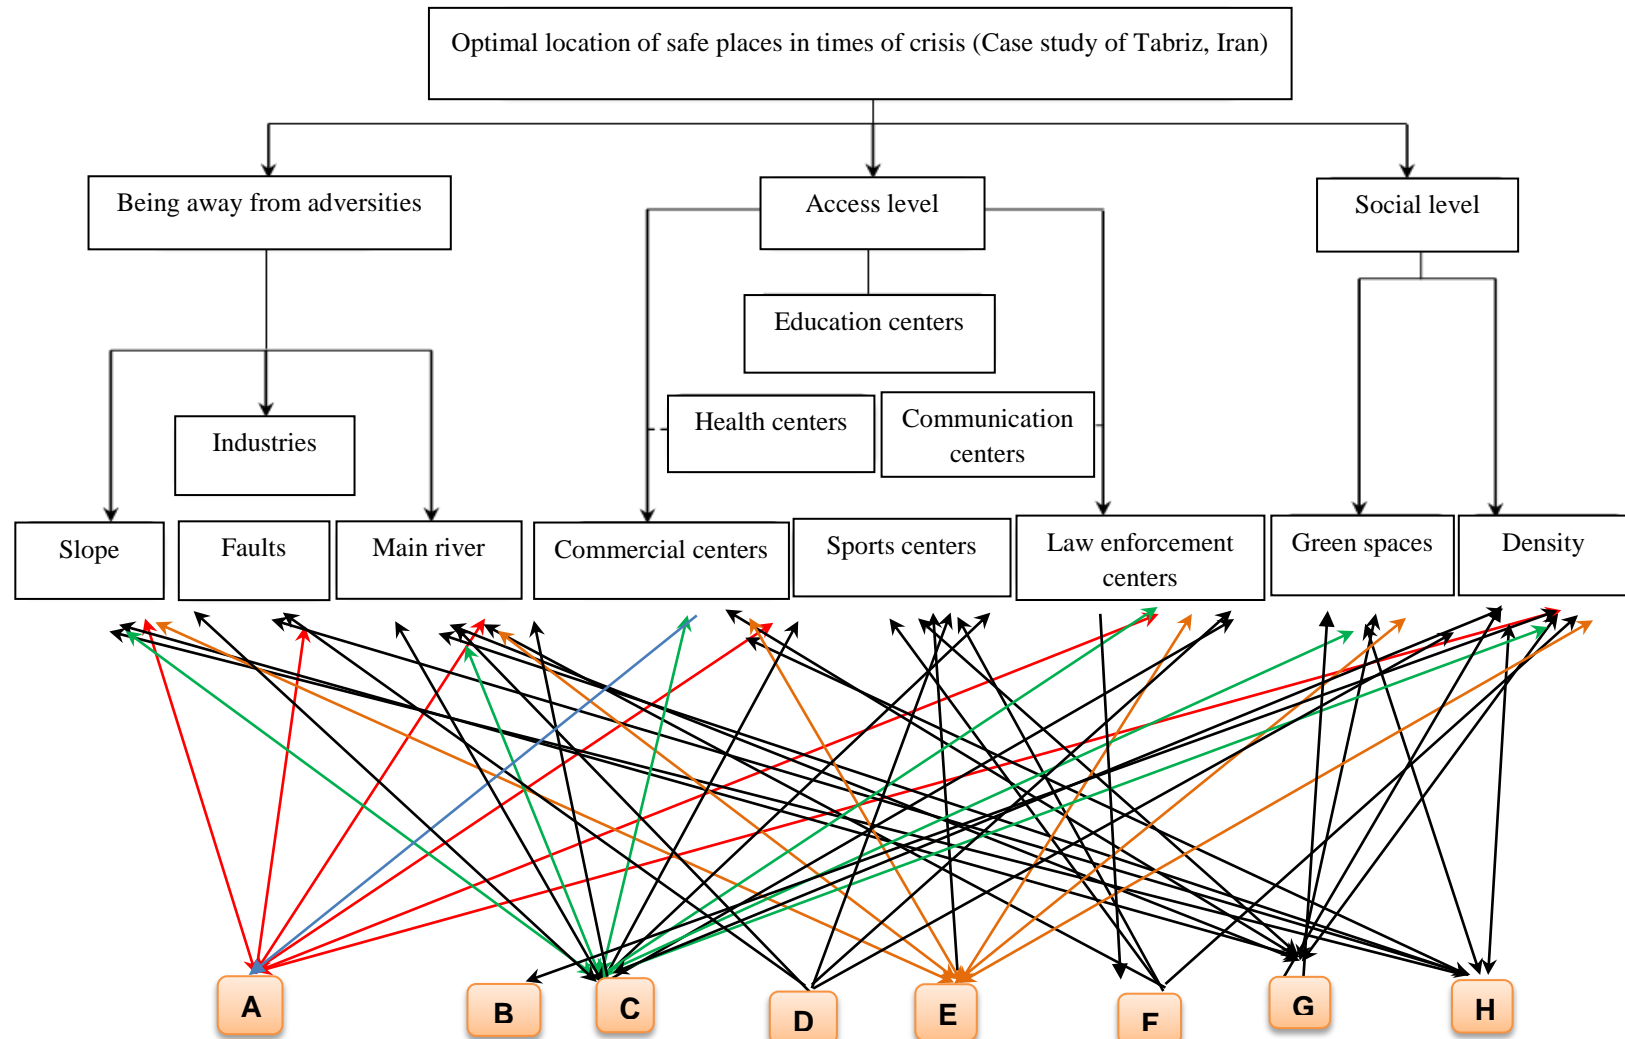 Optimal location of safe places in times of crisis (Case study of Tabriz, Iran)
Being away from adversities
Access level
Social level
Education centers
Health centers
Communication
centers
Industries
Slope
Faults
Main river
Commercial centers
Sports centers
Law enforcement
centers
Green spaces
Density
A
B
C
D
E
F
G
H